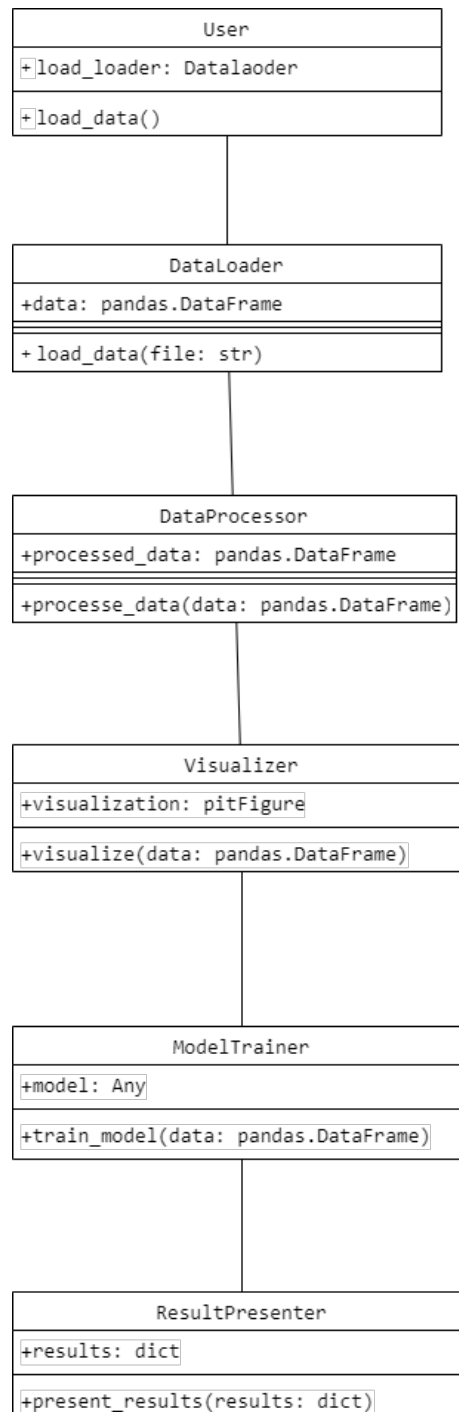 User
+load_loader: Datalaoder
+load_data()
DataLoader
+data: pandas.DataFrame
+load_data(file: str)
DataProcessor
+processed_data: pandas.DataFrame
+processe_data(data: pandas.DataFrame)
Visualizer
+visualization: pitFigure
+visualize(data: pandas.DataFrame)
ModelTrainer
+model: Any
+train_model(data: pandas.DataFrame)
ResultPresenter
+results: dict
+present_results(results: dict)